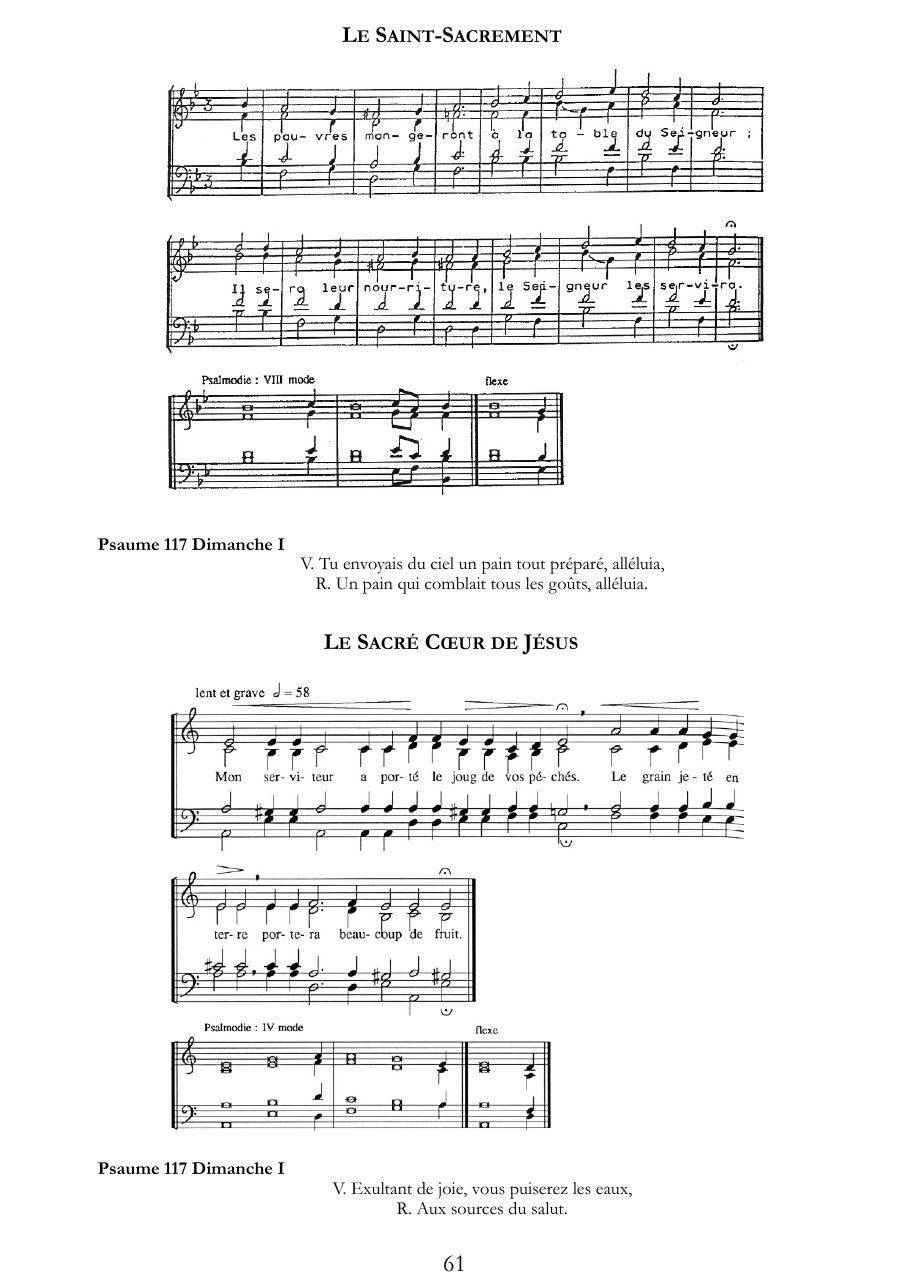 LE SAINT-SACREMENT
Les pau-vres man-ge-ront à la ta-ble du Sei-gneur ;
Il se-ra leur nour-ri-tu-re, le Sei-gneur les ser-vi-ra.
Psalmodie : VIII mode flexe
Psaume 117 Dimanche I
V. Tu envoyais du ciel un pain tout préparé, alléluia,
R. Un pain qui comblait tous les goûts, alléluia.
LE SACRÉ CŒUR DE JÉSUS
lent et grave = 58
Mon ser-vi-teur a por-té le joug de vos pé-chés. Le grain je-té en
ter-re por-te-ra beau-coup de fruit.
Psalmodie : IV mode flexe
Psaume 117 Dimanche I
V. Exultant de joie, vous puiserez les eaux,
R. Aux sources du salut.
61